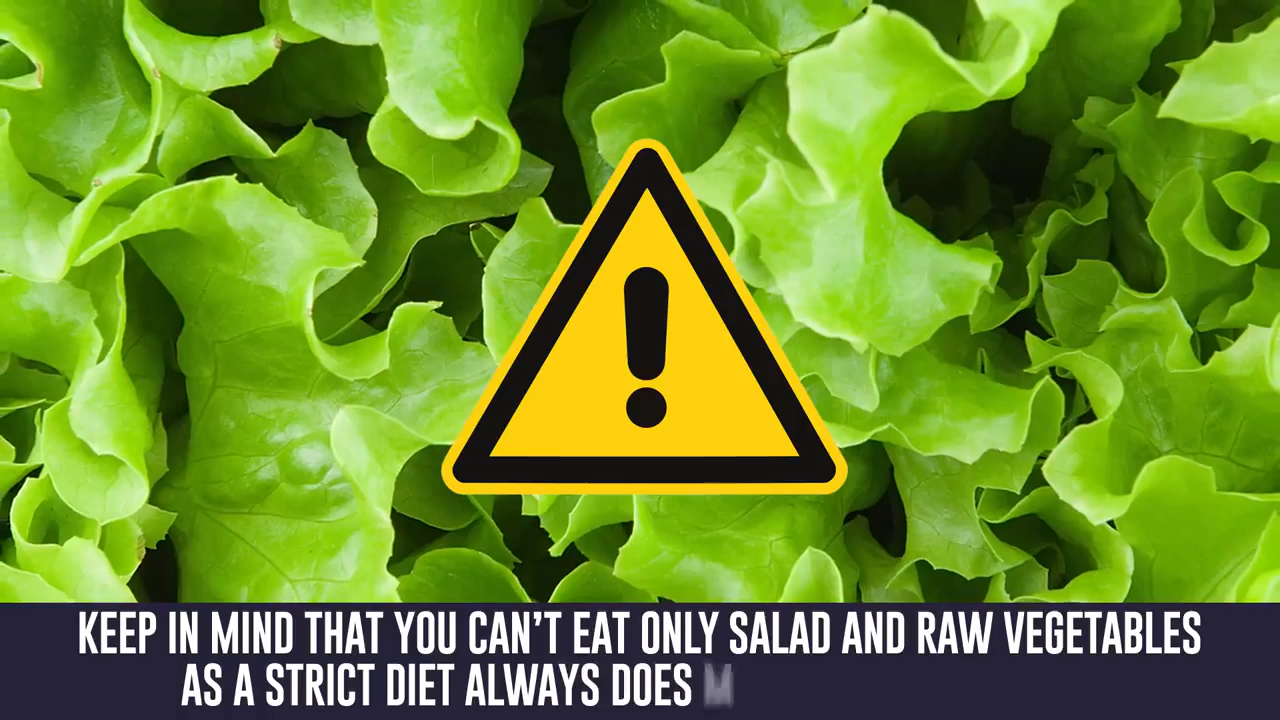 KEEP IN MIND THAT YOU CAN'T EAT ONLY SALAD AND RAW VEGETABLES
AS A STRICT DIET ALWAYS DOES